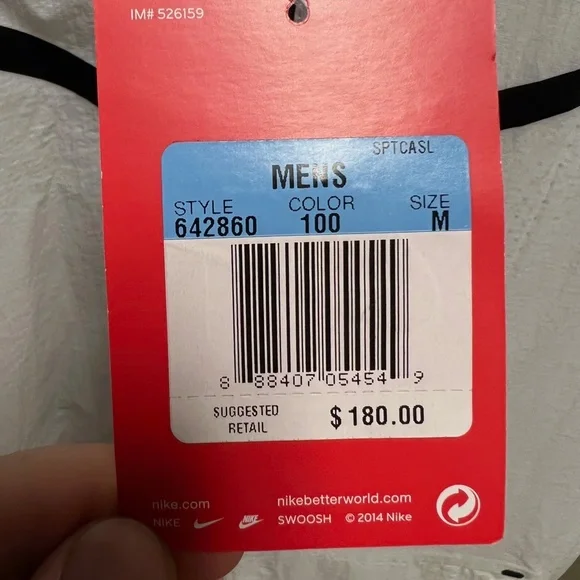 IM# 526159
SPTCASL
MENS
STYLE COLOR SIZE
642860 100 M
8 88407 05454 9
SUGGESTED RETAIL $180.00
nike.com nikebetterworld.com
NIKE NIKE SWOOSH © 2014 Nike